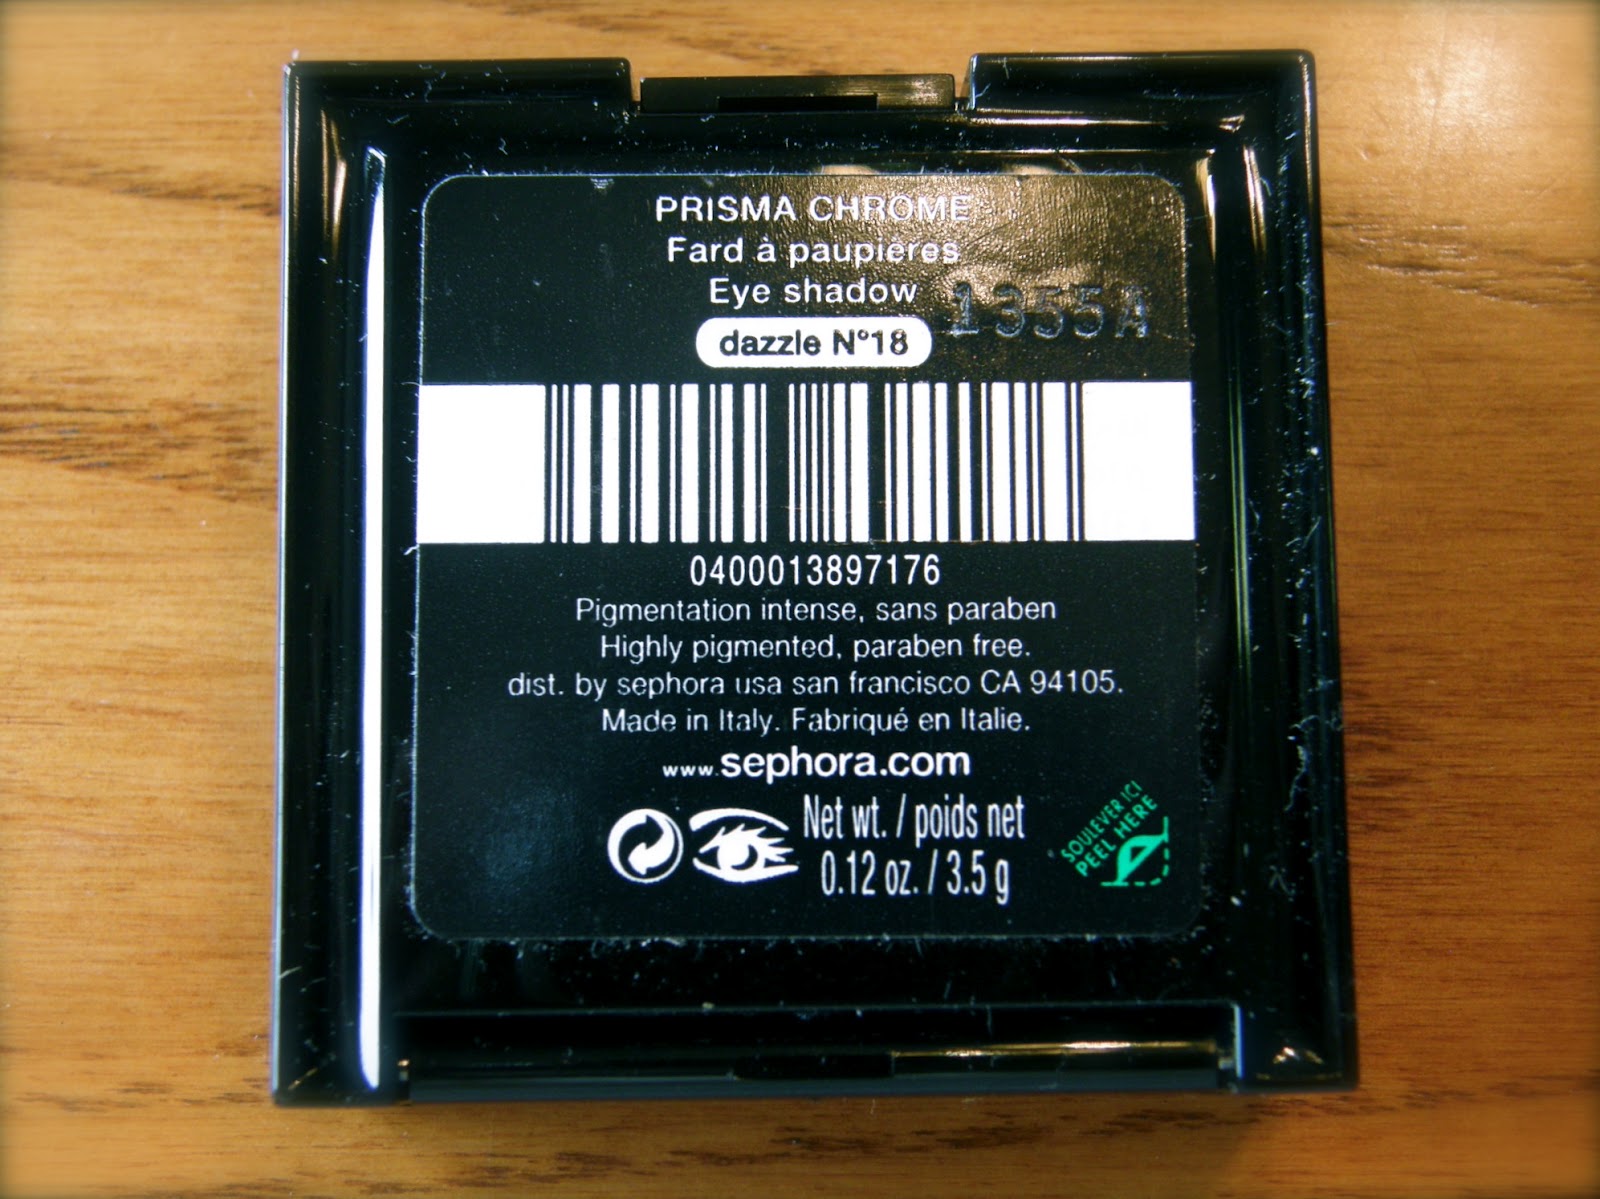 PRISMA CHROME
Fard à paupières
Eye shadow
1355A
dazzle N°18
0400013897176
Pigmentation intense, sans paraben
Highly pigmented, paraben free.
dist. by sephora usa san francisco CA 94105.
Made in Italy. Fabriqué en Italie.
www.sephora.com
Net wt. / poids net
0.12 oz. / 3.5 g
SOULEVER ICI
PEEL HERE